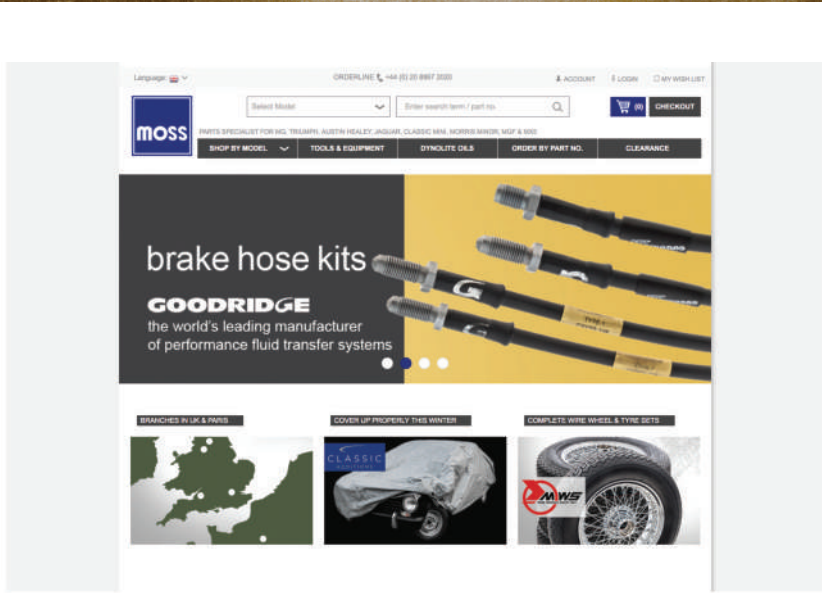 Language:
ORDERLINE +44 (0) 20 8867 2020
ACCOUNT
LOGIN
MY WISH LIST
Select Model
Enter search term / part no
(0)
CHECKOUT
moss
PARTS SPECIALIST FOR MG, TRIUMPH, AUSTIN HEALEY, JAGUAR, CLASSIC MINI, MORRIS MINOR, MGF & MX5
SHOP BY MODEL
TOOLS & EQUIPMENT
DYNOLITE OILS
ORDER BY PART NO.
CLEARANCE
brake hose kits
GOODRIDGE
the world's leading manufacturer
of performance fluid transfer systems
G
G
BRANCHES IN UK & PARIS
COVER UP PROPERLY THIS WINTER
COMPLETE WIRE WHEEL & TYRE SETS
CLASSIC
ADDITIONS
MWS